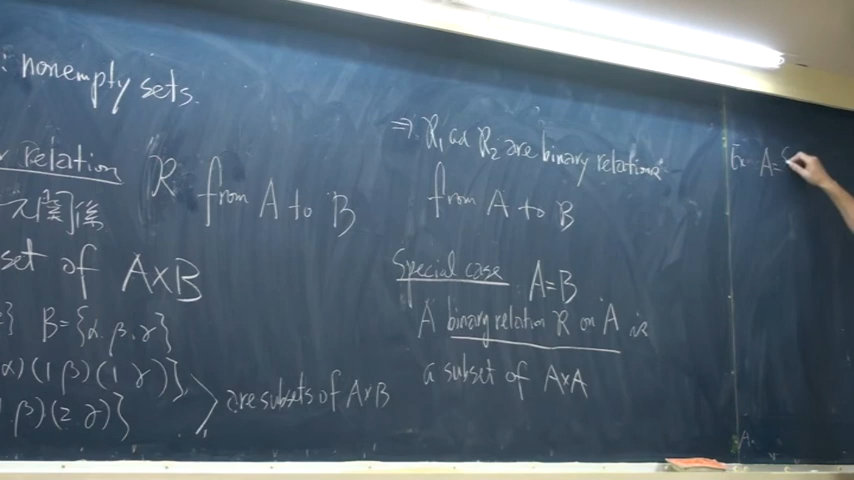 : nonempty sets.
relation R from A to B
元關係
set of A×B
} B={α, β, γ}
α)(1 β)(1 γ)},
β)(2 γ)}
> are subsets of A×B
⇒ R₁ and R₂ are binary relations
from A to B
Special case A=B
A binary relation R on A is
a subset of A×A
Ex A={